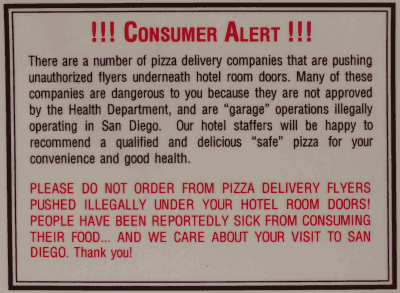 !!! CONSUMER ALERT !!!
There are a number of pizza delivery companies that are pushing
unauthorized flyers underneath hotel room doors. Many of these
companies are dangerous to you because they are not approved
by the Health Department, and are “garage” operations illegally
operating in San Diego. Our hotel staffers will be happy to
recommend a qualified and delicious “safe” pizza for your
convenience and good health.
PLEASE DO NOT ORDER FROM PIZZA DELIVERY FLYERS
PUSHED ILLEGALLY UNDER YOUR HOTEL ROOM DOORS!
PEOPLE HAVE BEEN REPORTEDLY SICK FROM CONSUMING
THEIR FOOD... AND WE CARE ABOUT YOUR VISIT TO SAN
DIEGO. Thank you!